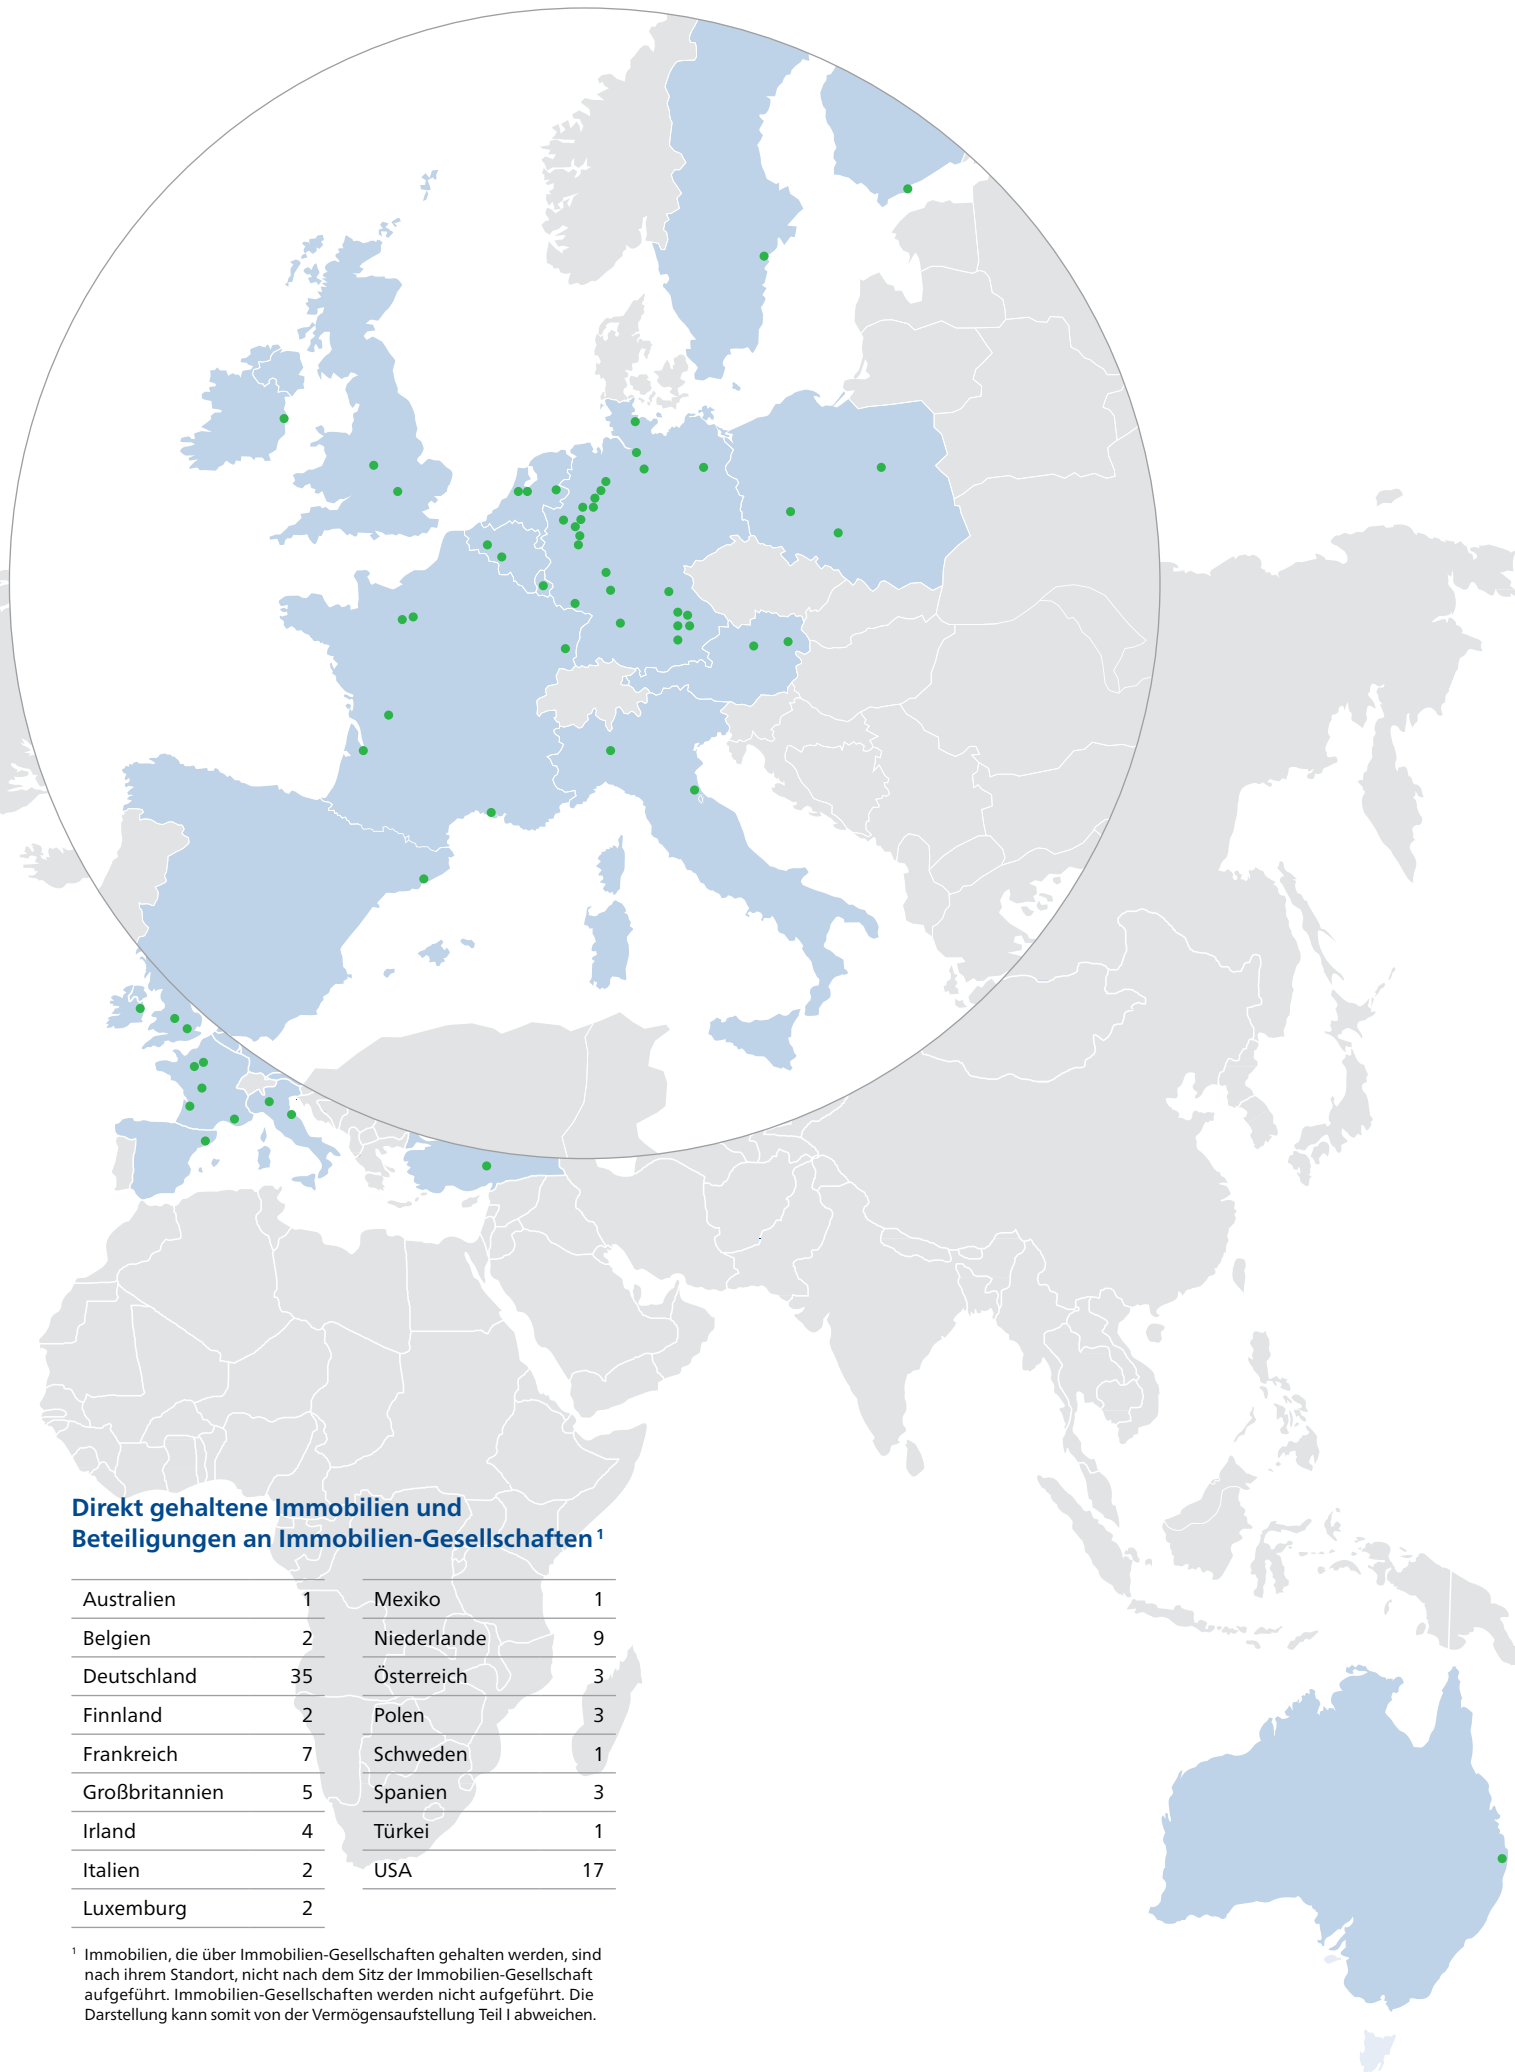 Direkt gehaltene Immobilien und
Beteiligungen an Immobilien-Gesellschaften ¹
Australien 1
Belgien 2
Deutschland 35
Finnland 2
Frankreich 7
Großbritannien 5
Irland 4
Italien 2
Luxemburg 2
Mexiko 1
Niederlande 9
Österreich 3
Polen 3
Schweden 1
Spanien 3
Türkei 1
USA 17
¹ Immobilien, die über Immobilien-Gesellschaften gehalten werden, sind
nach ihrem Standort, nicht nach dem Sitz der Immobilien-Gesellschaft
aufgeführt. Immobilien-Gesellschaften werden nicht aufgeführt. Die
Darstellung kann somit von der Vermögensaufstellung Teil I abweichen.